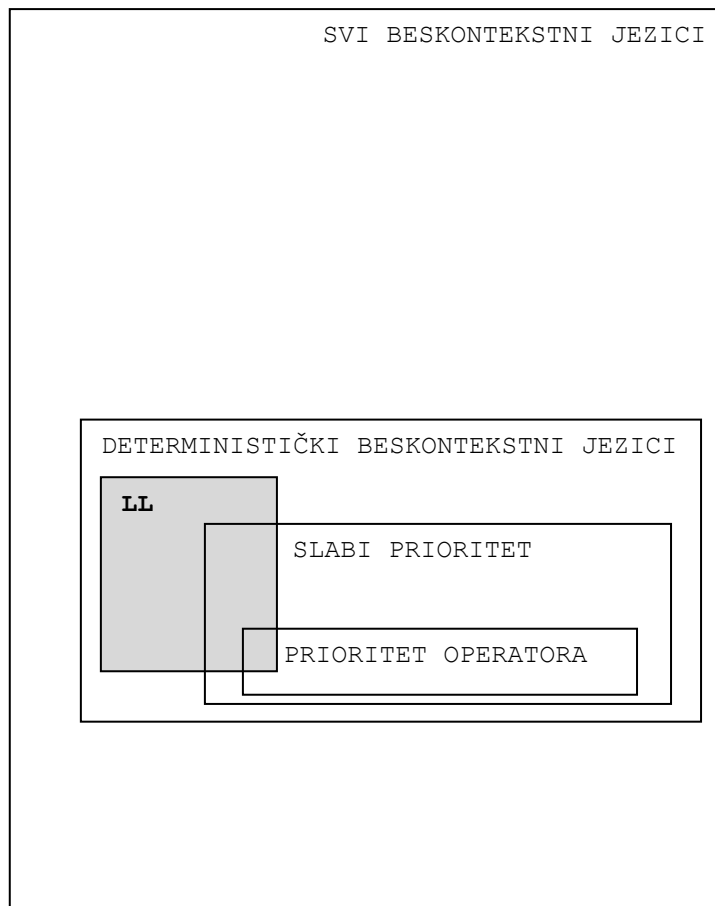 SVI BESKONTEKSTNI JEZICI
DETERMINISTIČKI BESKONTEKSTNI JEZICI
LL
SLABI PRIORITET
PRIORITET OPERATORA